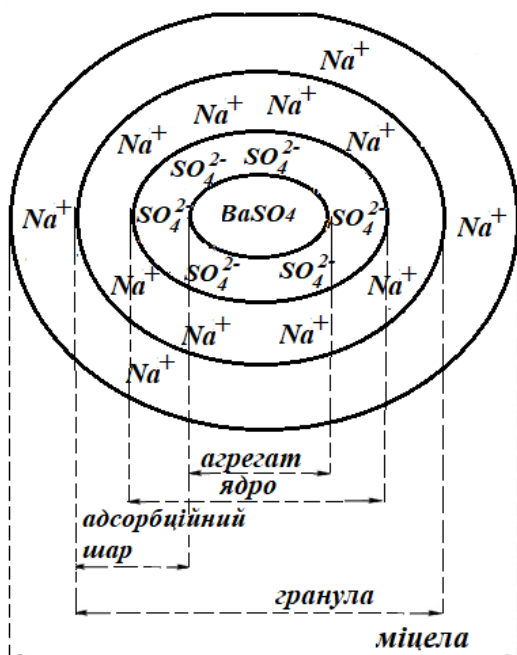 Na⁺
Na⁺ Na⁺
Na⁺ Na⁺
SO₄²⁻ SO₄²⁻
Na⁺ SO₄²⁻ BaSO₄ SO₄²⁻ Na⁺
SO₄²⁻ SO₄²⁻
Na⁺ Na⁺
Na⁺ Na⁺
Na⁺
агрегат
ядро
адсорбційний
шар
гранула
міцела